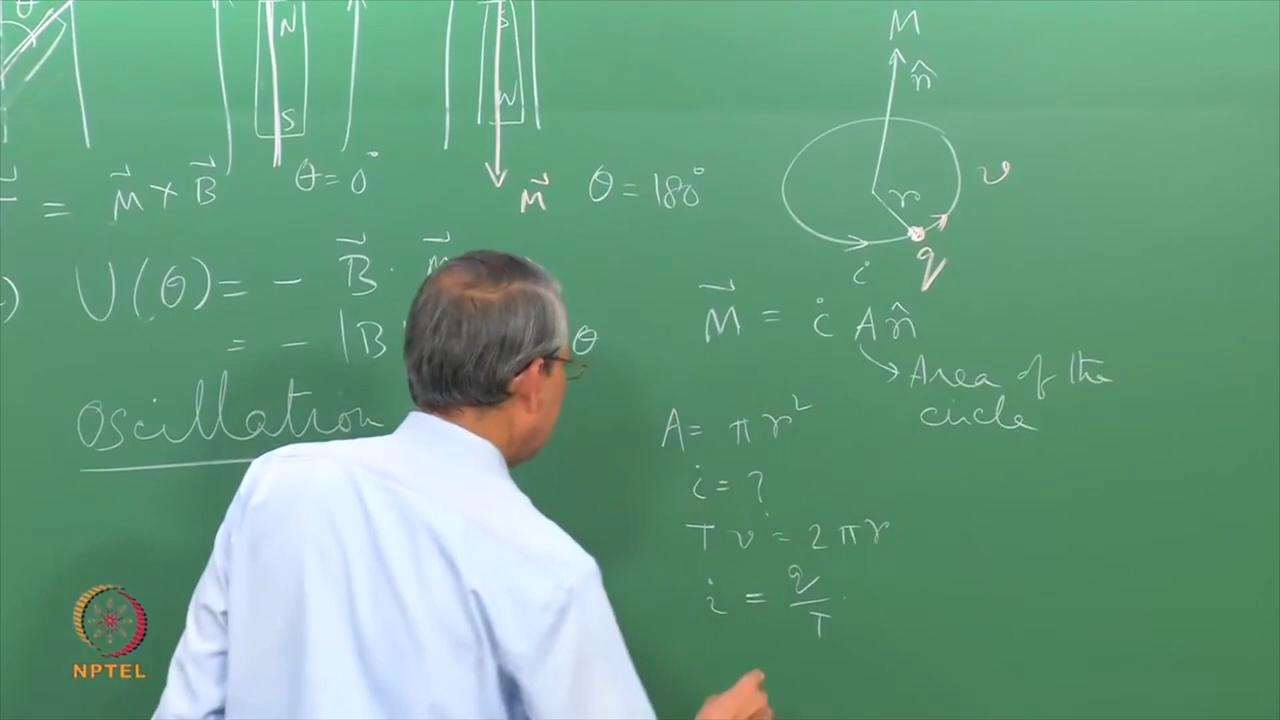 θ
N
S
S
N
θ = 0°
M⃗
θ = 180°
= M⃗ × B⃗
U(θ) = - B⃗ ·
= - |B
θ
Oscillation
M
n̂
r
v
i
q
M⃗ = i A n̂
Area of the
circle
A = π r²
i = ?
T v = 2 π r
i = q/T
NPTEL